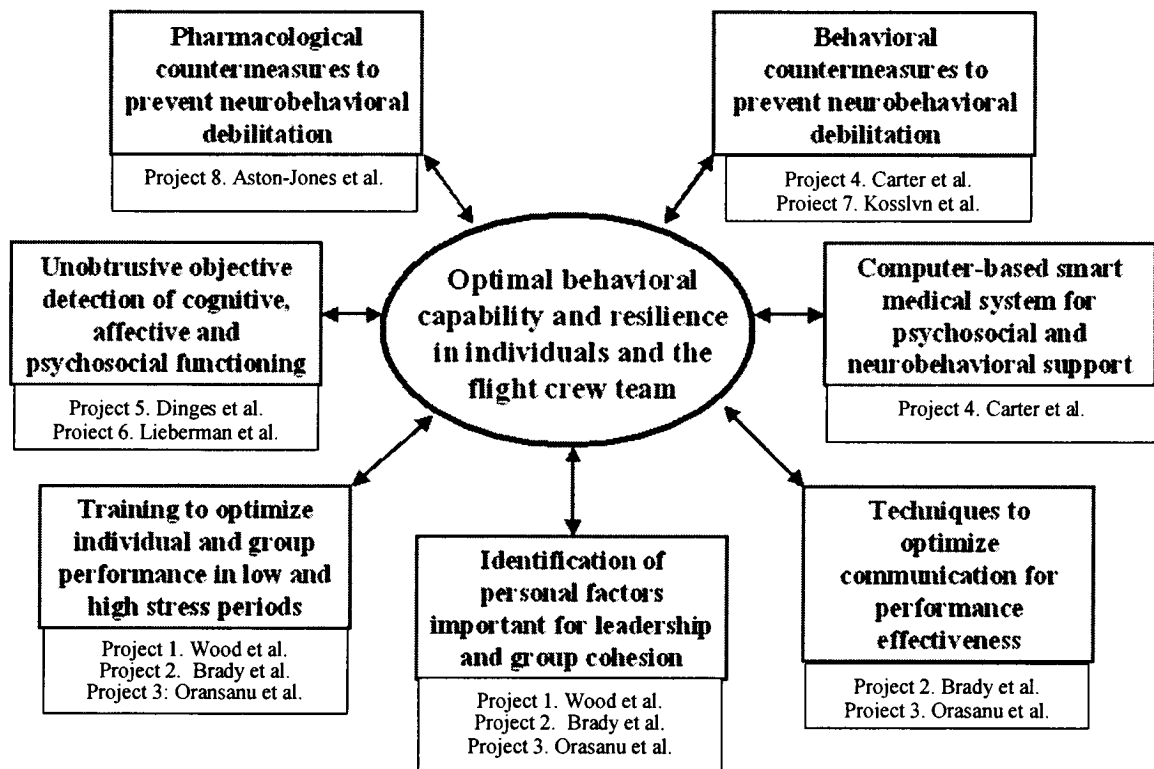 Pharmacological
countermeasures to
prevent neurobehavioral
debilitation
Project 8. Aston-Jones et al.
Behavioral
countermeasures to
prevent neurobehavioral
debilitation
Project 4. Carter et al.
Proiect 7. Kosslvn et al.
Unobtrusive objective
detection of cognitive,
affective and
psychosocial functioning
Project 5. Dinges et al.
Proiect 6. Lieberman et al.
Optimal behavioral
capability and resilience
in individuals and the
flight crew team
Computer-based smart
medical system for
psychosocial and
neurobehavioral support
Project 4. Carter et al.
Training to optimize
individual and group
performance in low and
high stress periods
Project 1. Wood et al.
Project 2. Brady et al.
Project 3: Oransanu et al.
Identification of
personal factors
important for leadership
and group cohesion
Project 1. Wood et al.
Project 2. Brady et al.
Project 3. Orasanu et al.
Techniques to
optimize
communication for
performance
effectiveness
Project 2. Brady et al.
Proiect 3. Orasanu et al.